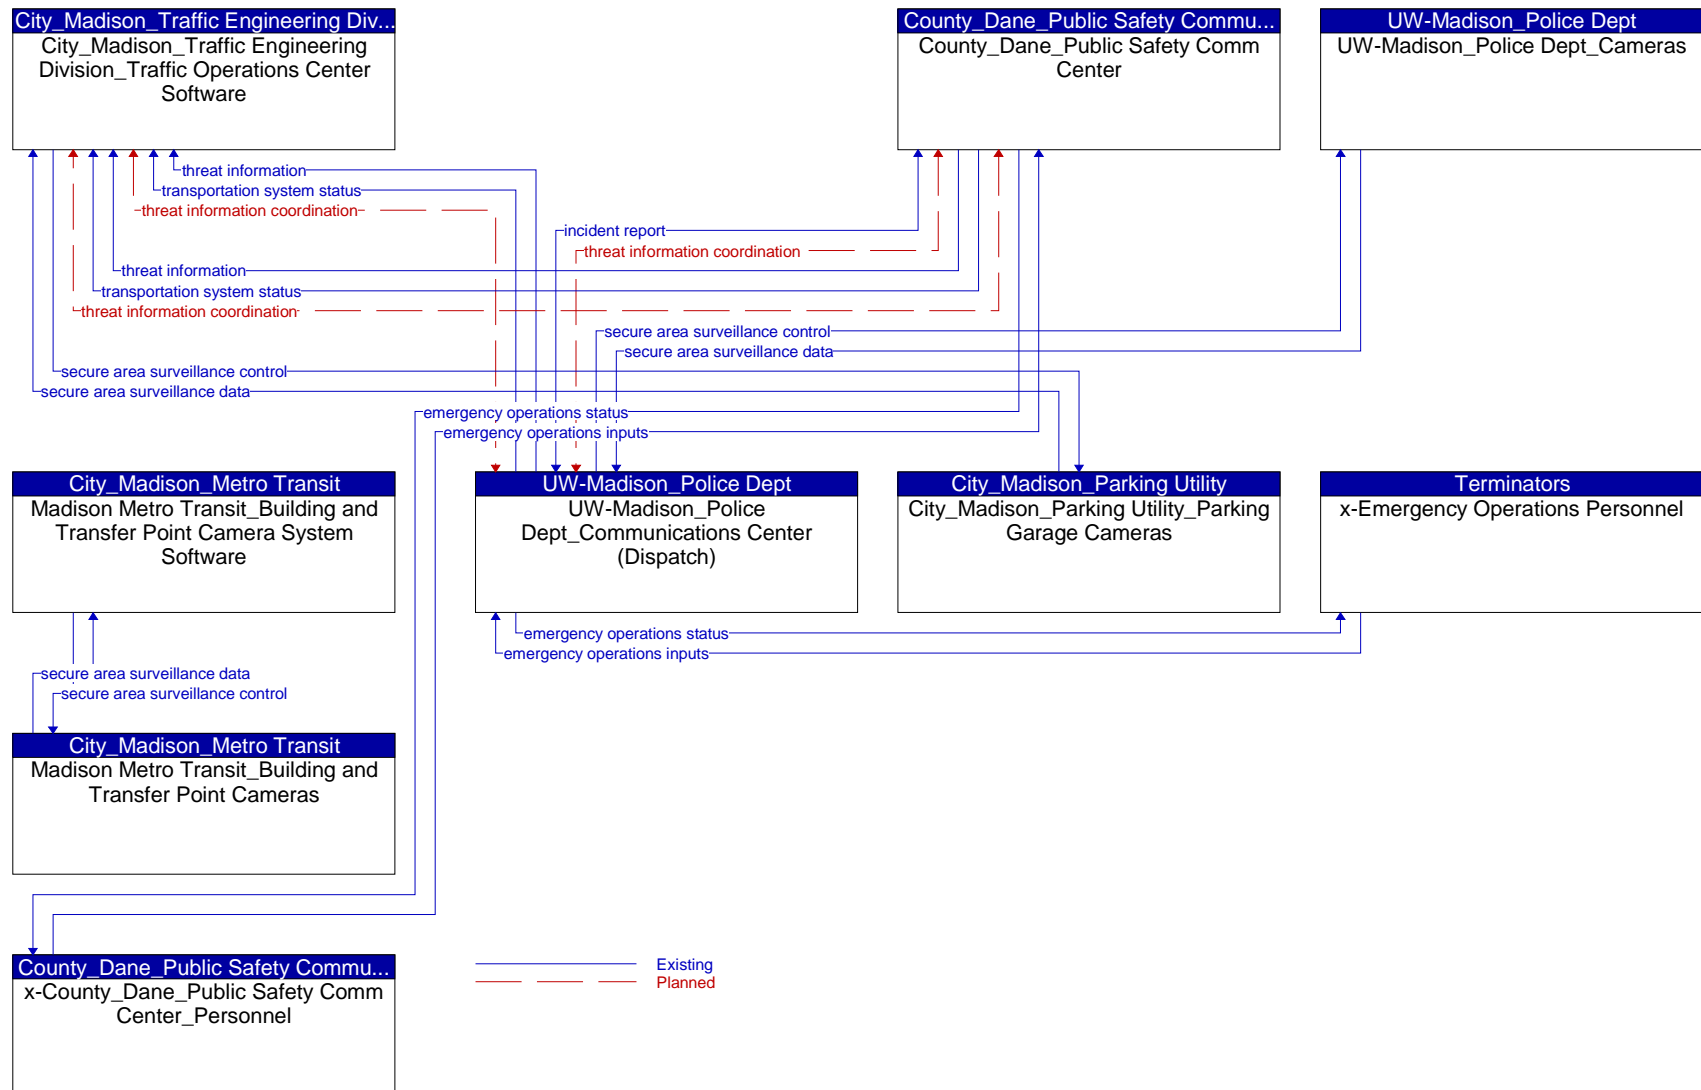 City_Madison_Traffic Engineering Div...
City_Madison_Traffic Engineering
Division_Traffic Operations Center
Software
County_Dane_Public Safety Commu...
County_Dane_Public Safety Comm
Center
UW-Madison_Police Dept
UW-Madison_Police Dept_Cameras
threat information
transportation system status
threat information coordination
incident report
threat information coordination
threat information
transportation system status
threat information coordination
secure area surveillance control
secure area surveillance data
secure area surveillance control
secure area surveillance data
emergency operations status
emergency operations inputs
City_Madison_Metro Transit
Madison Metro Transit_Building and
Transfer Point Camera System
Software
UW-Madison_Police Dept
UW-Madison_Police
Dept_Communications Center
(Dispatch)
City_Madison_Parking Utility
City_Madison_Parking Utility_Parking
Garage Cameras
Terminators
x-Emergency Operations Personnel
emergency operations status
emergency operations inputs
secure area surveillance data
secure area surveillance control
City_Madison_Metro Transit
Madison Metro Transit_Building and
Transfer Point Cameras
County_Dane_Public Safety Commu...
x-County_Dane_Public Safety Comm
Center_Personnel
Existing
Planned